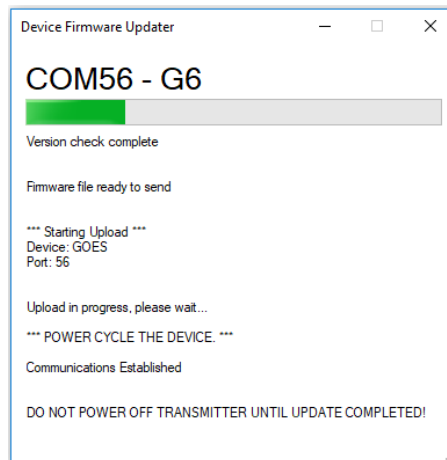 Device Firmware Updater
COM56 - G6
Version check complete
Firmware file ready to send
*** Starting Upload ***
Device: GOES
Port: 56
Upload in progress, please wait...
*** POWER CYCLE THE DEVICE. ***
Communications Established
DO NOT POWER OFF TRANSMITTER UNTIL UPDATE COMPLETED!